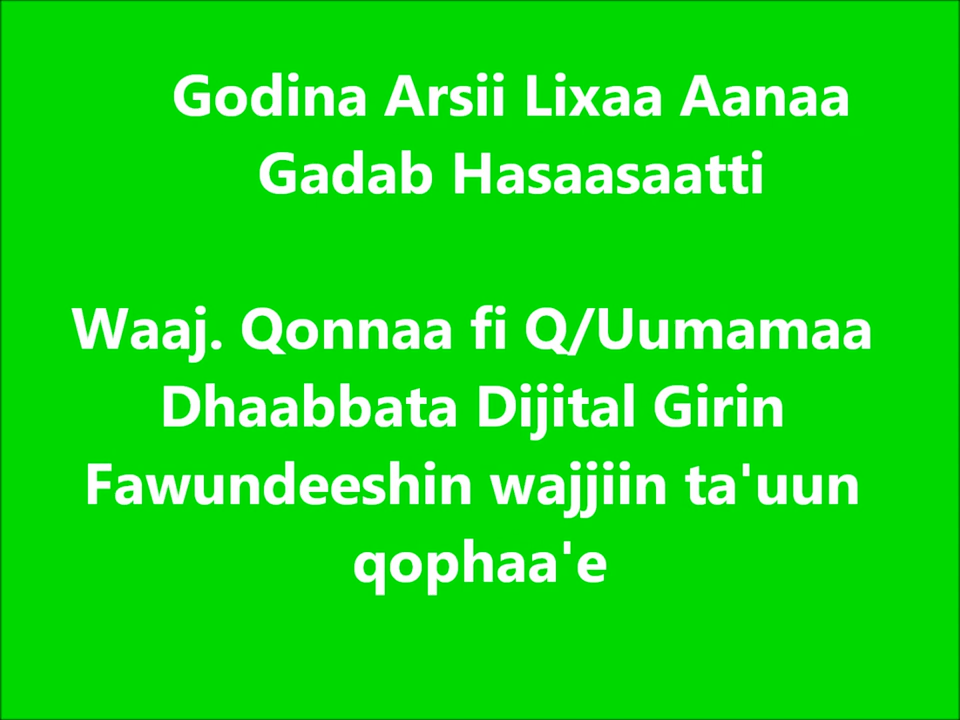 Godina Arsii Lixaa Aanaa
Gadab Hasaasaatti
Waaj. Qonnaa fi Q/Uumamaa
Dhaabbata Dijital Girin
Fawundeeshin wajjiin ta'uun
qophaa'e